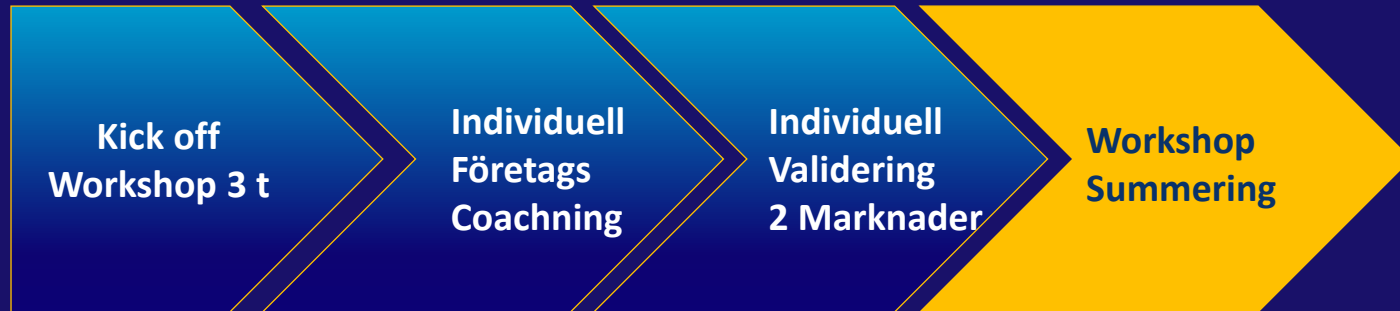 Kick off
Workshop 3 t
Individuell
Företags
Coachning
Individuell
Validering
2 Marknader
Workshop
Summering